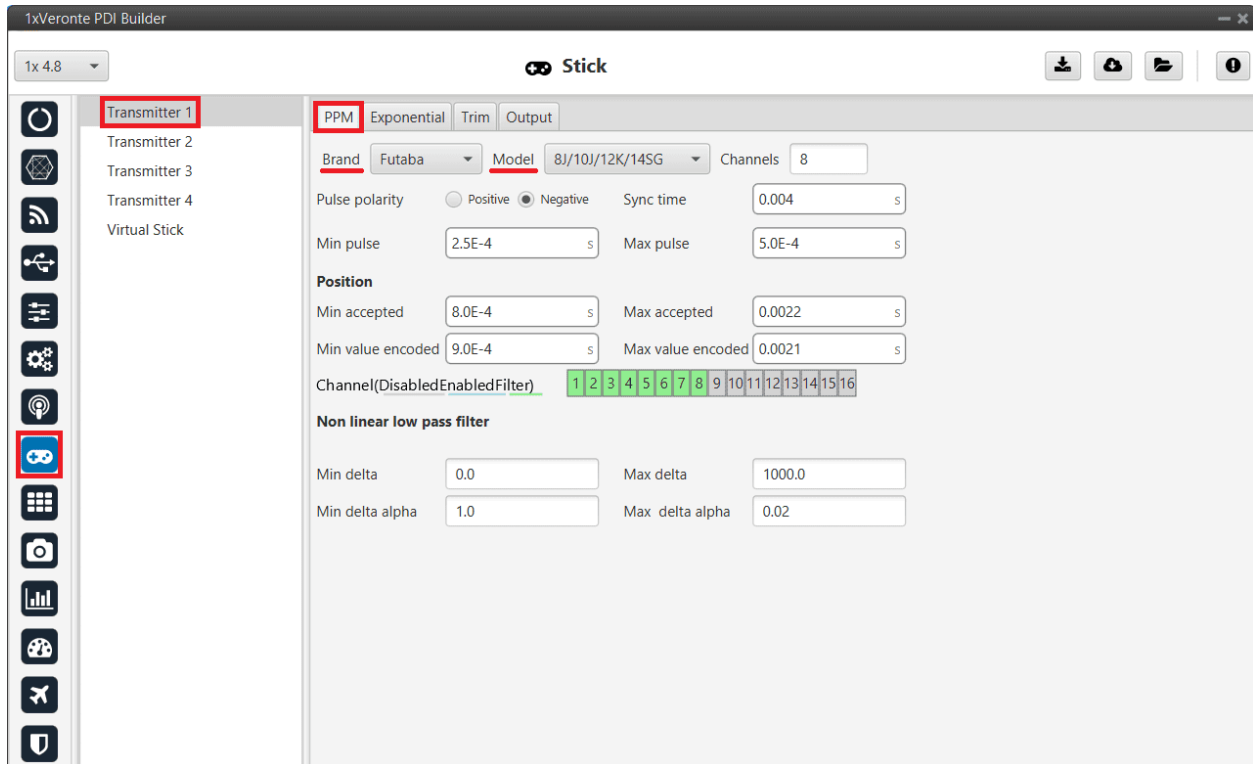 1xVeronte PDI Builder
1x 4.8
Stick
Transmitter 1
Transmitter 2
Transmitter 3
Transmitter 4
Virtual Stick
PPM Exponential Trim Output
Brand Futaba Model 8J/10J/12K/14SG Channels 8
Pulse polarity Positive Negative Sync time 0.004 s
Min pulse 2.5E-4 s Max pulse 5.0E-4 s
Position
Min accepted 8.0E-4 s Max accepted 0.0022 s
Min value encoded 9.0E-4 s Max value encoded 0.0021 s
Channel(DisabledEnabledFilter) 1 2 3 4 5 6 7 8 9 10 11 12 13 14 15 16
Non linear low pass filter
Min delta 0.0 Max delta 1000.0
Min delta alpha 1.0 Max delta alpha 0.02